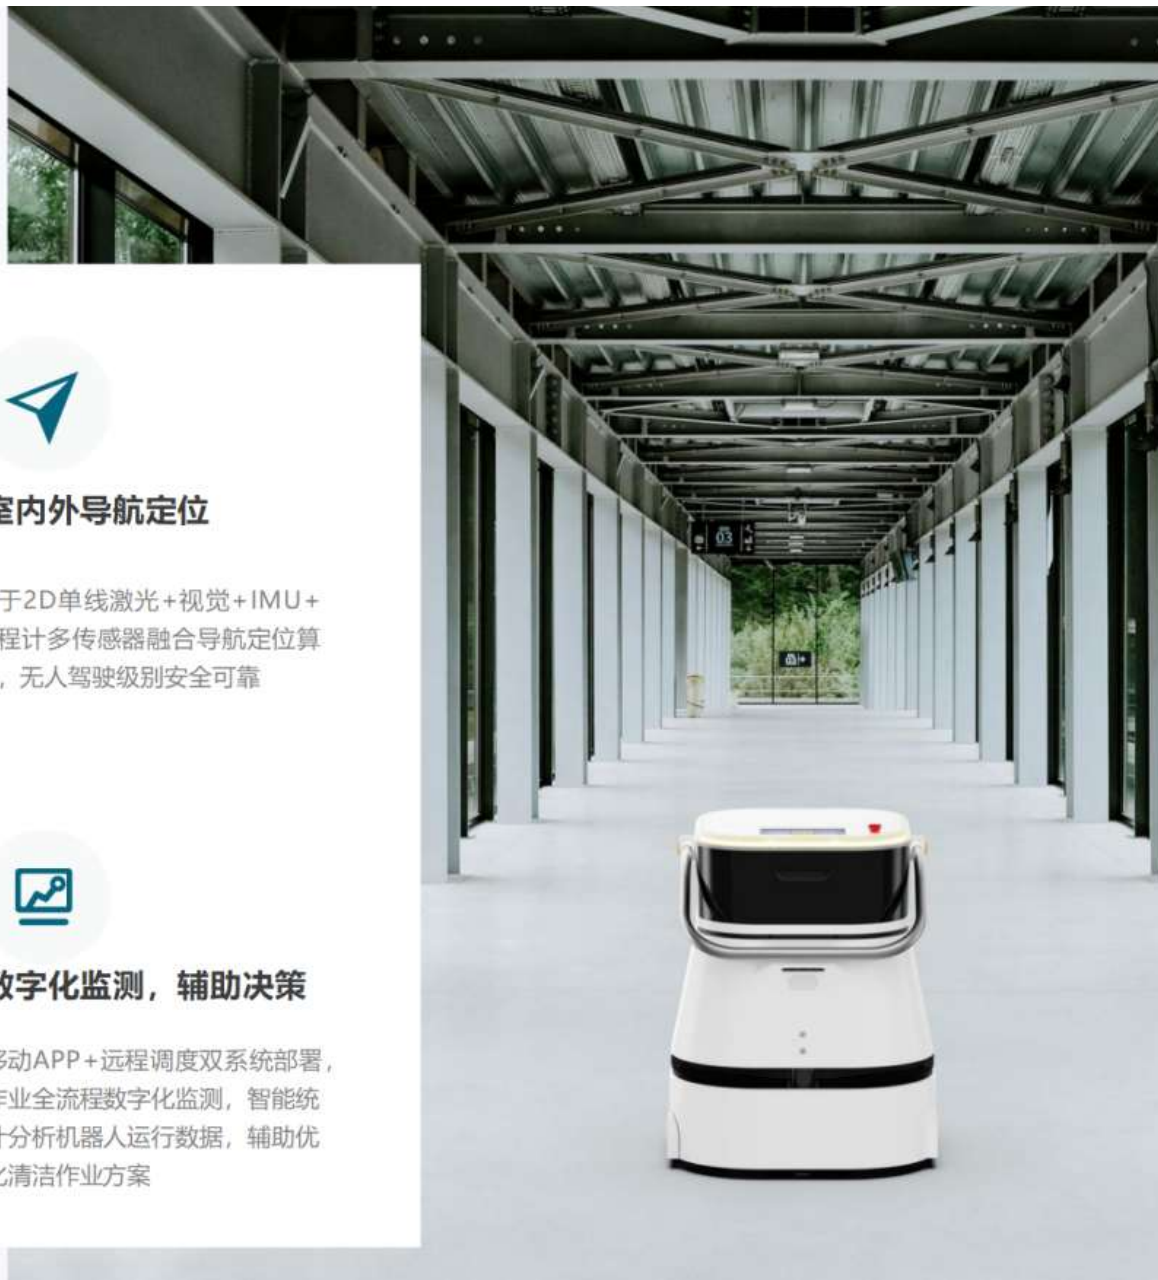 室内外导航定位
于2D单线激光+视觉+IMU+
程计多传感器融合导航定位算
，无人驾驶级别安全可靠
数字化监测，辅助决策
移动APP+远程调度双系统部署，
作业全流程数字化监测，智能统
计分析机器人运行数据，辅助优
化清洁作业方案
03